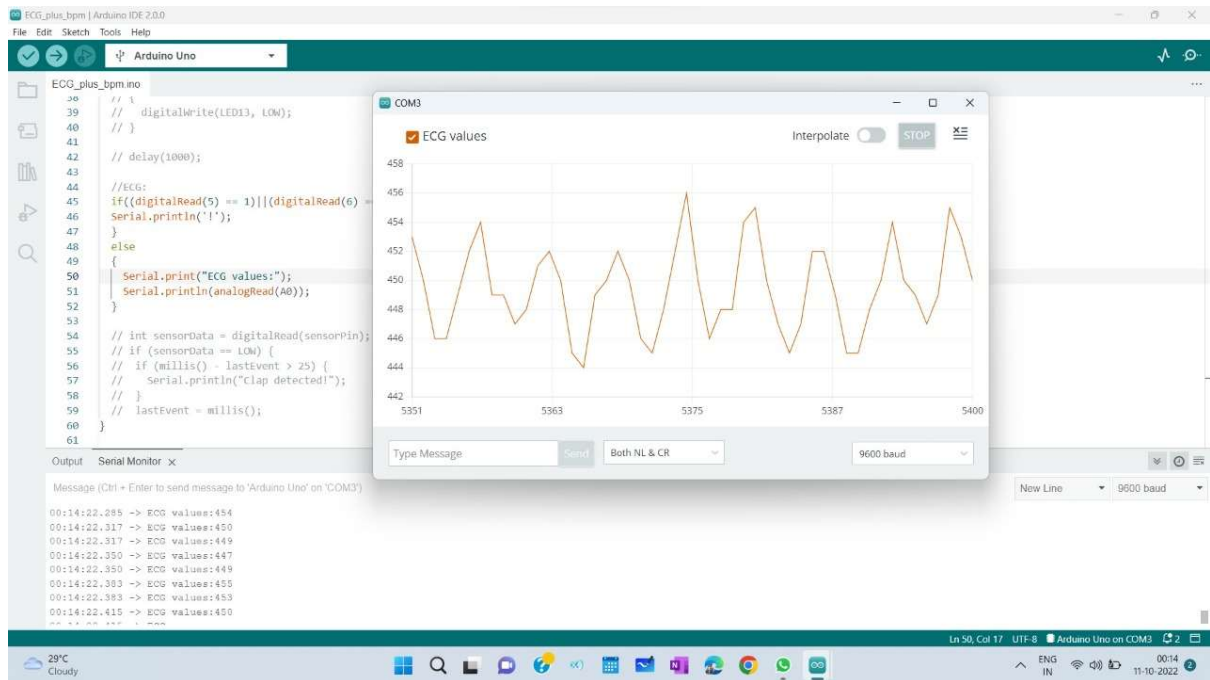 ECG_plus_bpm | Arduino IDE 2.0.0
File Edit Sketch Tools Help
Arduino Uno
ECG_plus_bpm.ino
38 // {
39 // digitalWrite(LED13, LOW);
40 // }
41
42 // delay(1000);
43
44 //ECG:
45 if((digitalRead(5) == 1)||(digitalRead(6) =
46 Serial.println('!');
47 }
48 else
49 {
50 Serial.print("ECG values:");
51 Serial.println(analogRead(A0));
52 }
53
54 // int sensorData = digitalRead(sensorPin);
55 // if (sensorData == LOW) {
56 // if (millis() - lastEvent > 25) {
57 // Serial.println("Clap detected!");
58 // }
59 // lastEvent = millis();
60 }
61
COM3
ECG values
Interpolate
STOP
458
456
454
452
450
448
446
444
442
5351 5363 5375 5387 5400
Type Message
Send
Both NL & CR
9600 baud
Output Serial Monitor x
Message (Ctrl + Enter to send message to 'Arduino Uno' on 'COM3')
New Line
9600 baud
00:14:22.285 -> ECG values:454
00:14:22.317 -> ECG values:450
00:14:22.317 -> ECG values:449
00:14:22.350 -> ECG values:447
00:14:22.350 -> ECG values:449
00:14:22.383 -> ECG values:455
00:14:22.383 -> ECG values:453
00:14:22.415 -> ECG values:450
Ln 50, Col 17 UTF-8 Arduino Uno on COM3 2
29°C
Cloudy
ENG
IN
00:14
11-10-2022
2